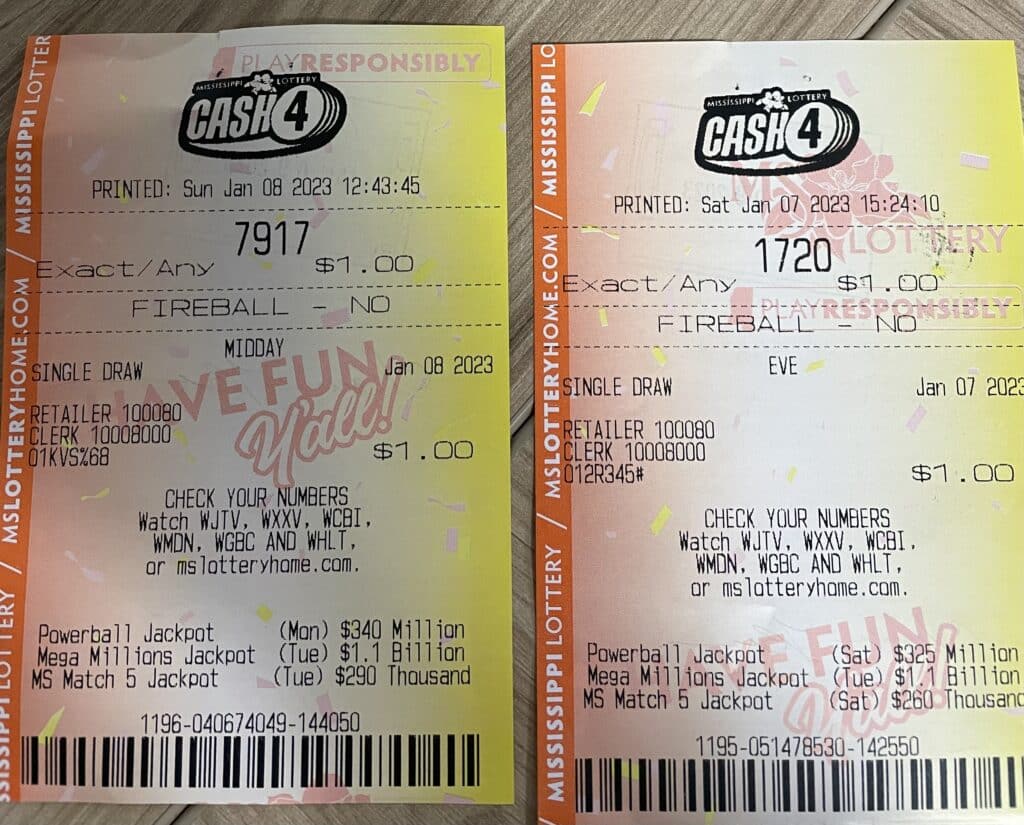 PLAYRESPONSIBLY
MISSISSIPPI LOTTERY
CASH 4
PRINTED: Sun Jan 08 2023 12:43:45
7917
Exact/Any $1.00
FIREBALL - NO
MIDDAY
SINGLE DRAW Jan 08 2023
HAVE FUN,
Y'all!
RETAILER 100080
CLERK 10008000
01KVS%68 $1.00
CHECK YOUR NUMBERS
Watch WJTV, WXXV, WCBI,
WMDN, WGBC AND WHLT,
or mslotteryhome.com.
Powerball Jackpot (Mon) $340 Million
Mega Millions Jackpot (Tue) $1.1 Billion
MS Match 5 Jackpot (Tue) $290 Thousand
1196-040674049-144050
MISSISSIPPI LOTTERY / MSLOTTERYHOME.COM / MISSISSIPPI LOTTER
MISSISSIPPI LOTTERY
CASH 4
PRINTED: Sat Jan 07 2023 15:24:10
MS
LOTTERY
1720
Exact/Any $1.00
PLAYRESPONSIBLY
FIREBALL - NO
EVE
SINGLE DRAW Jan 07 2023
RETAILER 100080
CLERK 10008000
012R345# $1.00
CHECK YOUR NUMBERS
Watch WJTV, WXXV, WCBI,
WMDN, WGBC AND WHLT,
or mslotteryhome.com.
HAVE FUN,
Y'all!
Powerball Jackpot (Sat) $325 Million
Mega Millions Jackpot (Tue) $1.1 Billion
MS Match 5 Jackpot (Sat) $260 Thousand
1195-051478530-142550
MISSISSIPPI LOTTERY / MSLOTTERYHOME.COM / MISSISSIPPI LO